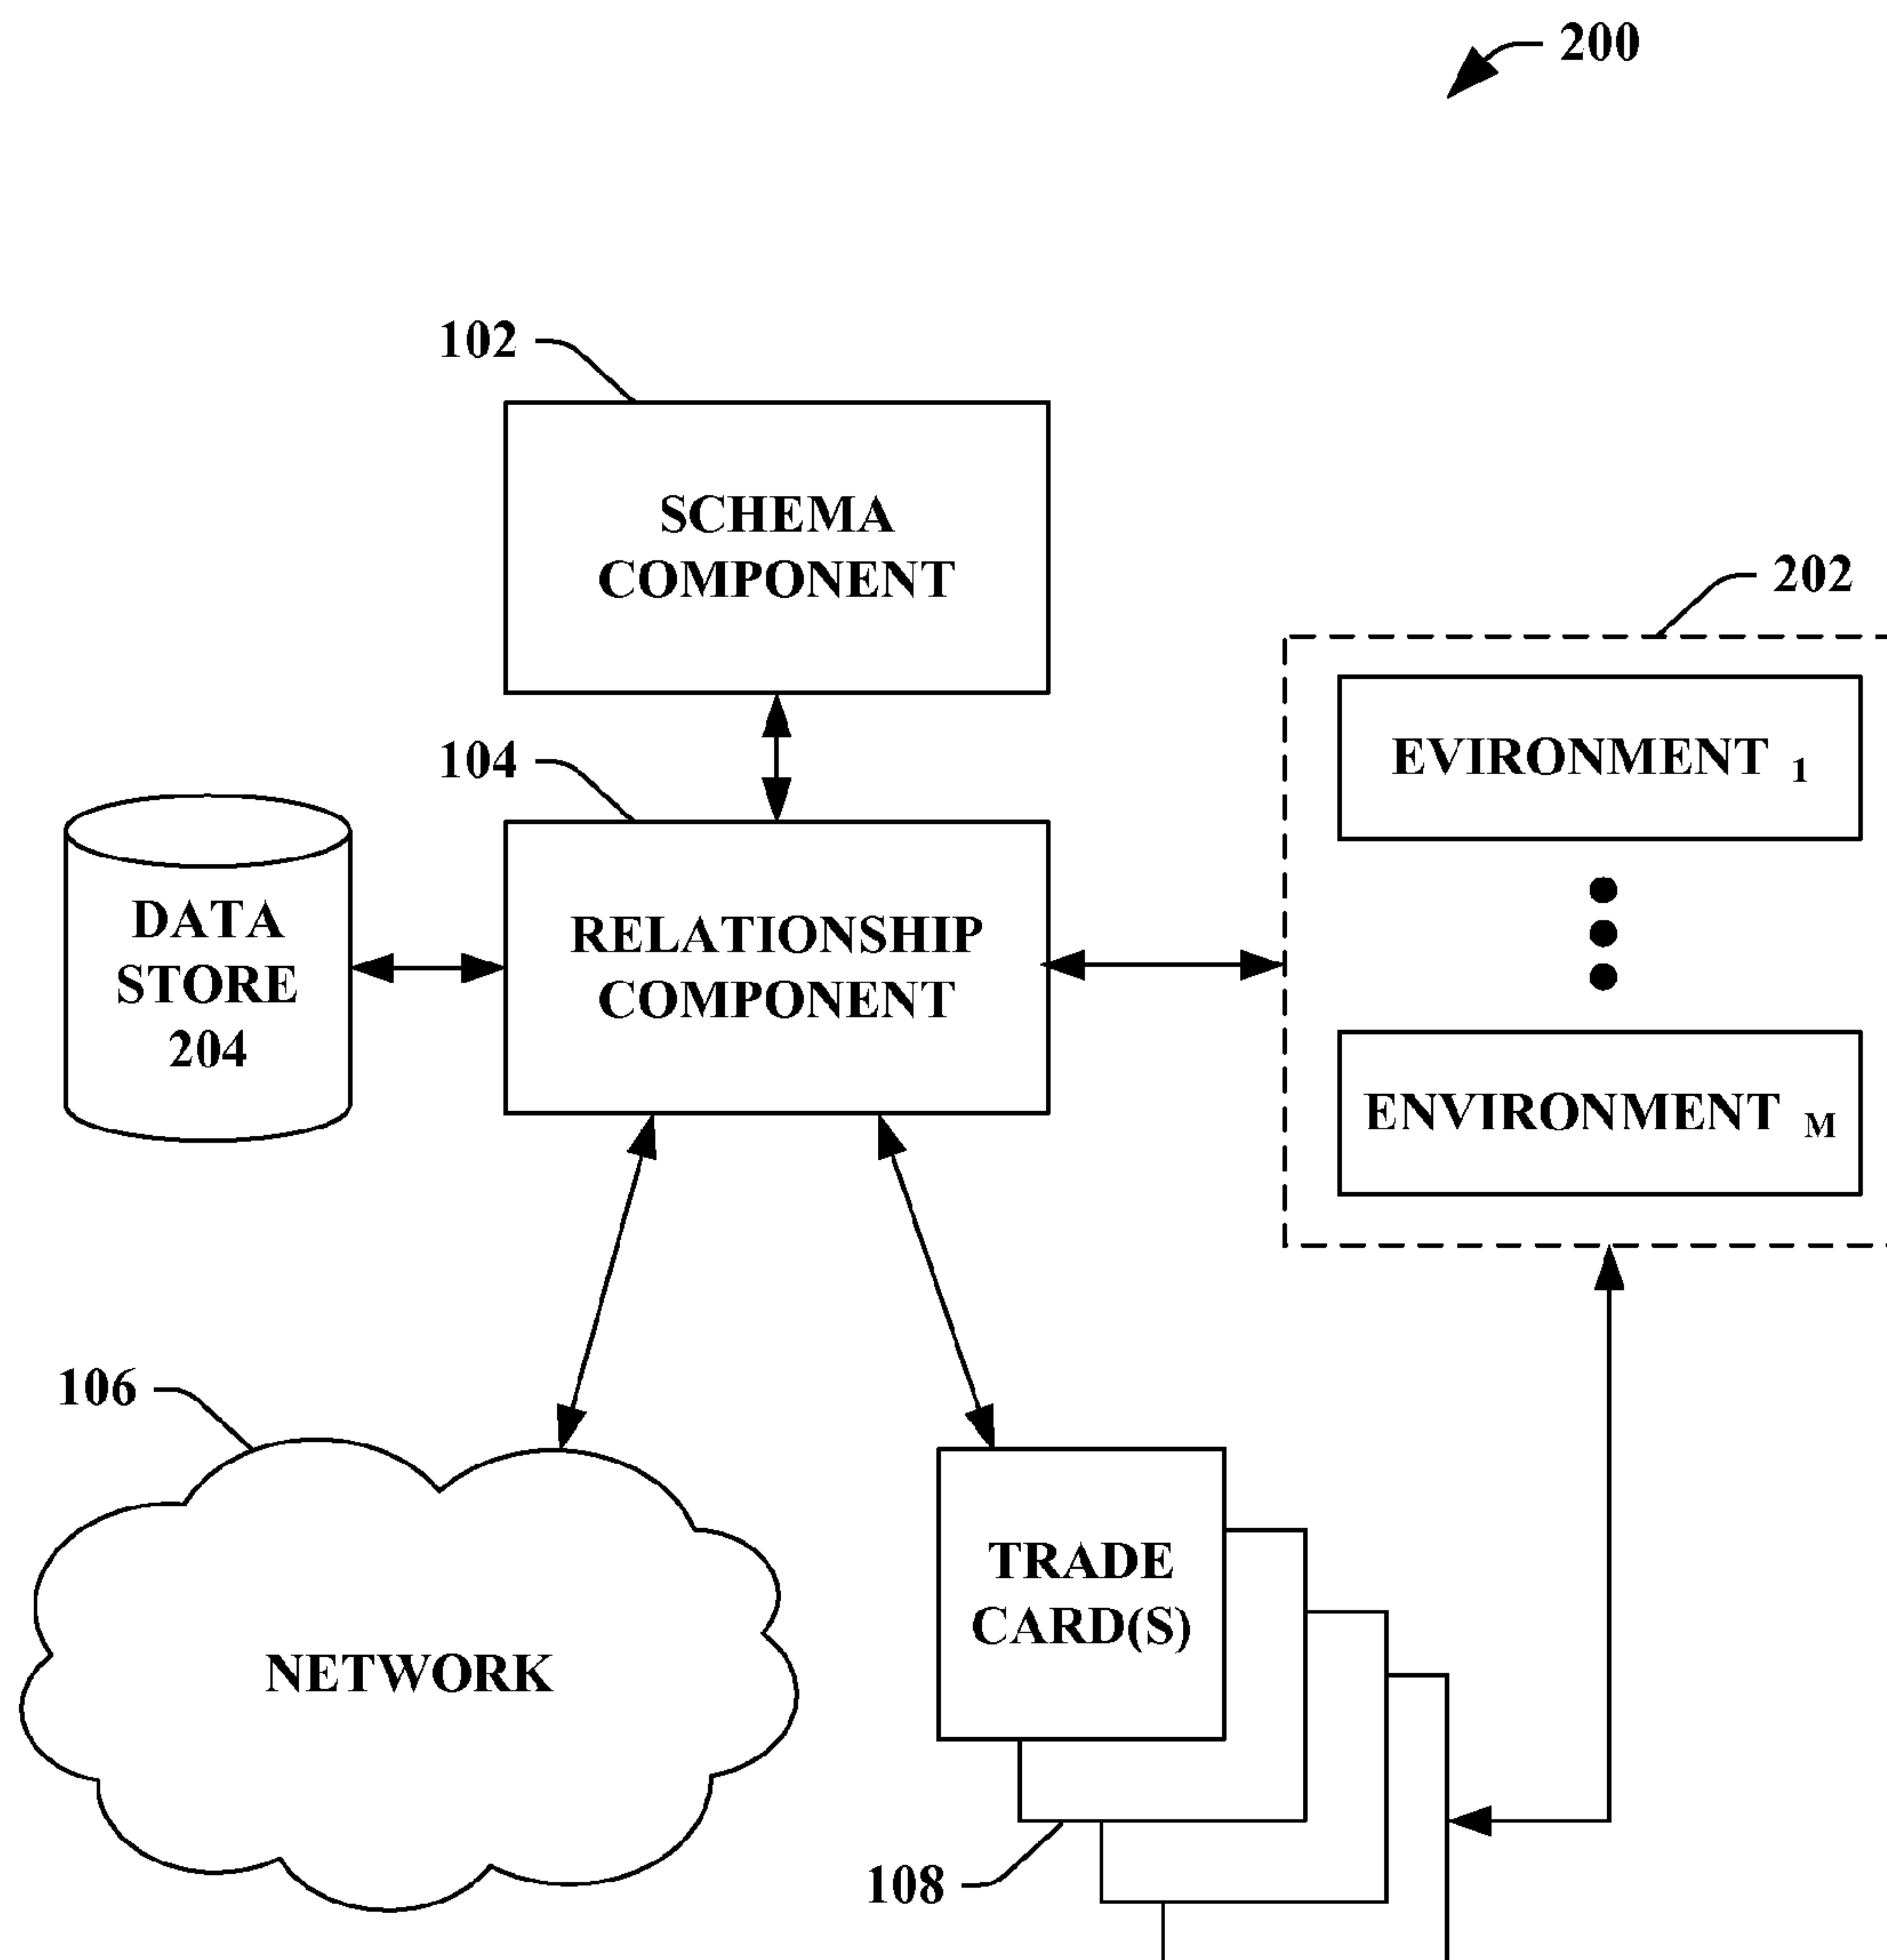 200
102
SCHEMA
COMPONENT
202
EVIRONMENT 1
104
DATA
STORE
204
RELATIONSHIP
COMPONENT
ENVIRONMENT M
106
NETWORK
TRADE
CARD(S)
108